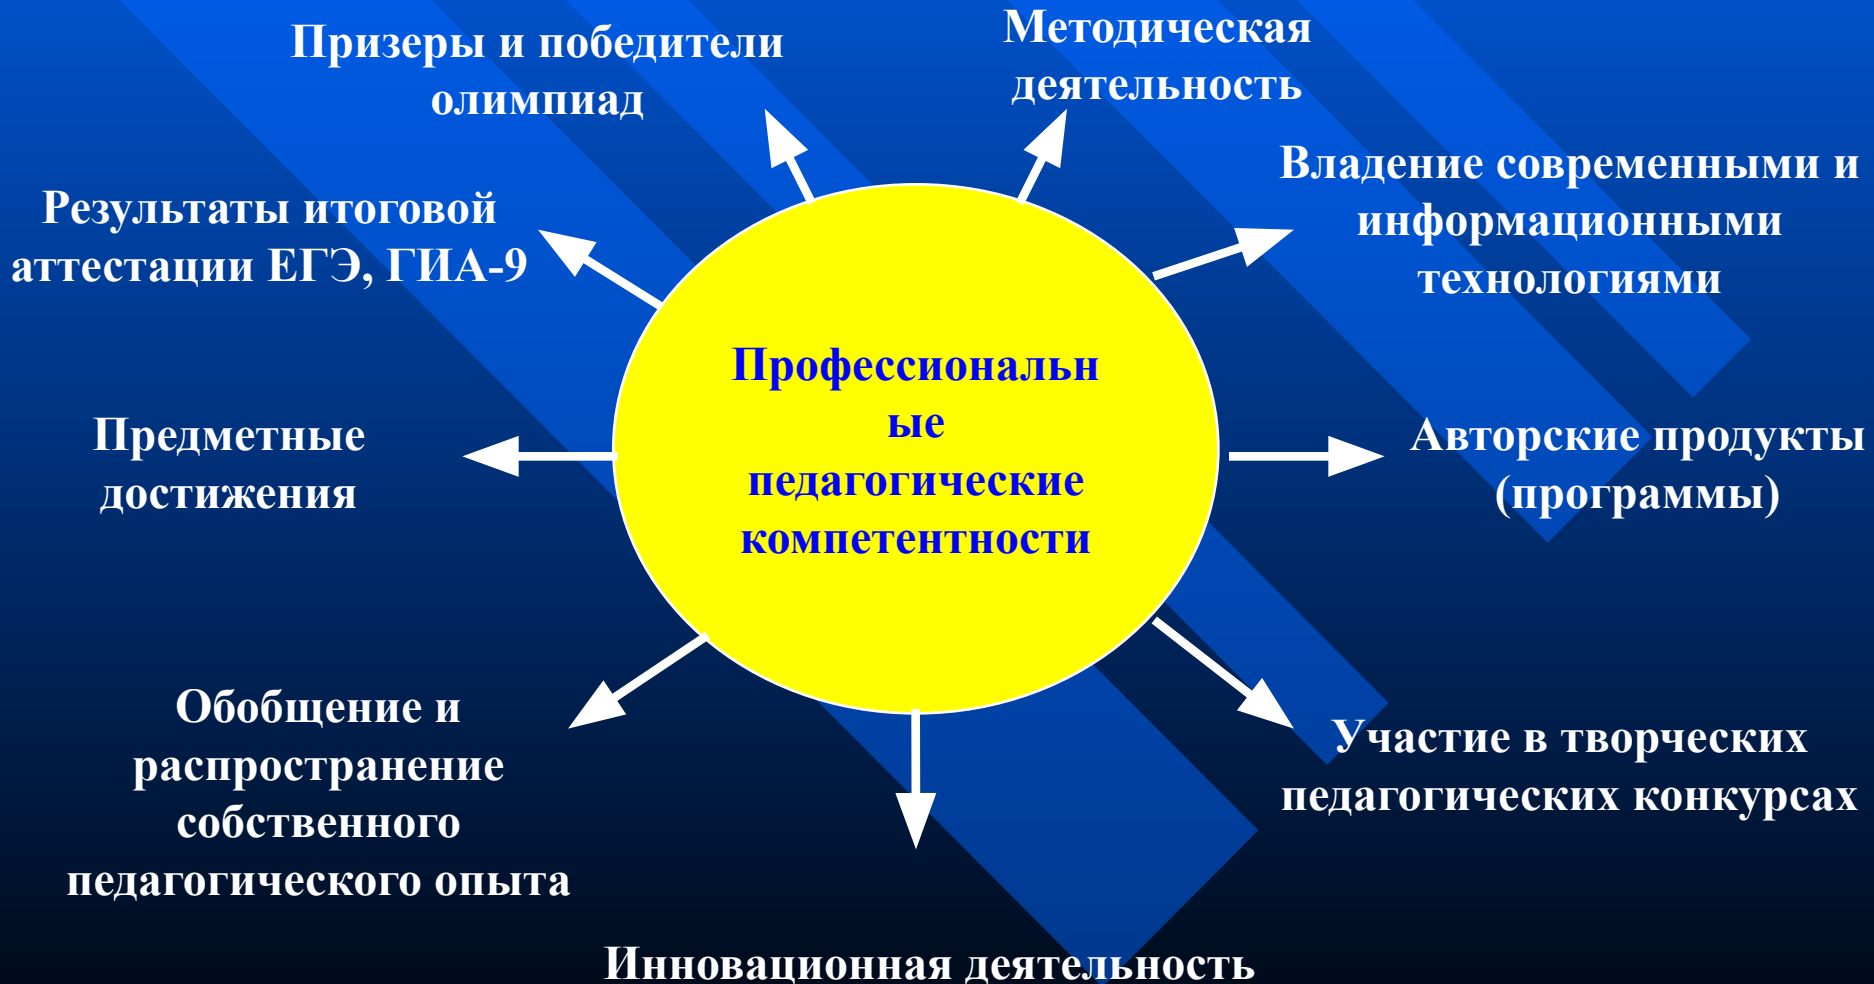 Призеры и победители
олимпиад
Методическая
деятельность
Результаты итоговой
аттестации ЕГЭ, ГИА-9
Владение современными и
информационными
технологиями
Профессиональн
ые
педагогические
компетентности
Предметные
достижения
Авторские продукты
(программы)
Обобщение и
распространение
собственного
педагогического опыта
Участие в творческих
педагогических конкурсах
Инновационная деятельность